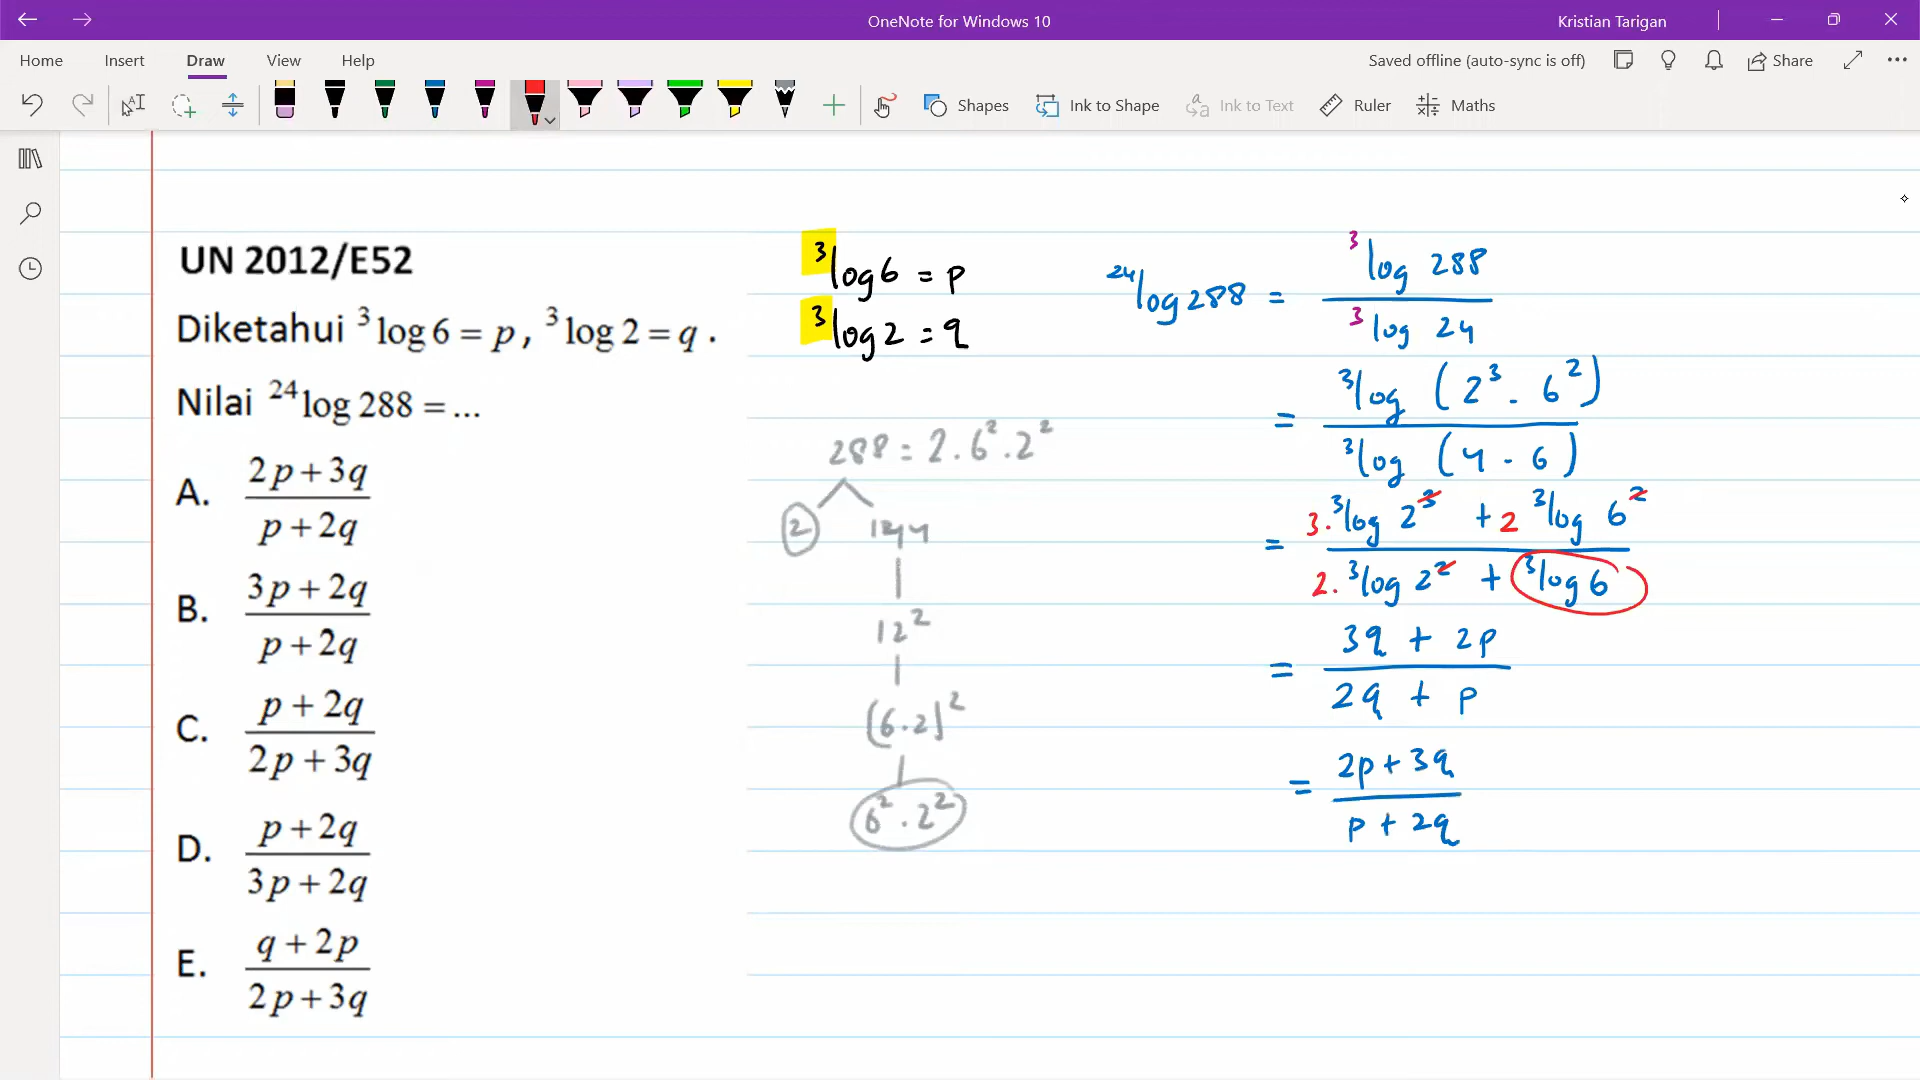 OneNote for Windows 10
Kristian Tarigan
Home Insert Draw View Help
Saved offline (auto-sync is off) Share
Shapes Ink to Shape Ink to Text Ruler Maths
UN 2012/E52
Diketahui ³log 6 = p, ³log 2 = q.
Nilai ²⁴log 288 = ...
A. (2p + 3q)/(p + 2q)
B. (3p + 2q)/(p + 2q)
C. (p + 2q)/(2p + 3q)
D. (p + 2q)/(3p + 2q)
E. (q + 2p)/(2p + 3q)
³log 6 = p
³log 2 = q
288 = 2 . 6² . 2²
2 144
12²
(6 . 2)²
6² . 2²
²⁴log 288 = ³log 288 / ³log 24
= ³log (2³ . 6²) / ³log (4 . 6)
= 3 . ³log 2³ + 2 ³log 6² / 2 . ³log 2² + ³log 6
= 3q + 2p / 2q + p
= 2p + 3q / p + 2q